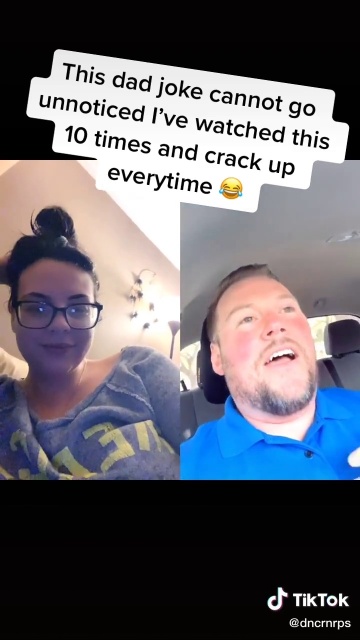 This dad joke cannot go
unnoticed I've watched this
10 times and crack up
everytime 😂
TikTok
@dncrnrps